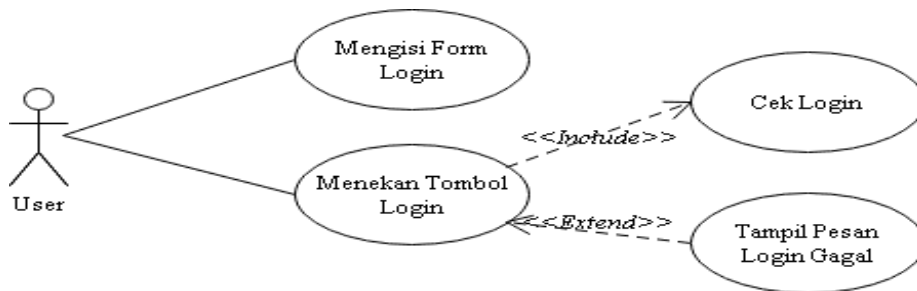 Mengisi Form
Login
Cek Login
<<Include>>
User
Menekan Tombol
Login
<<Extend>>
Tampil Pesan
Login Gagal